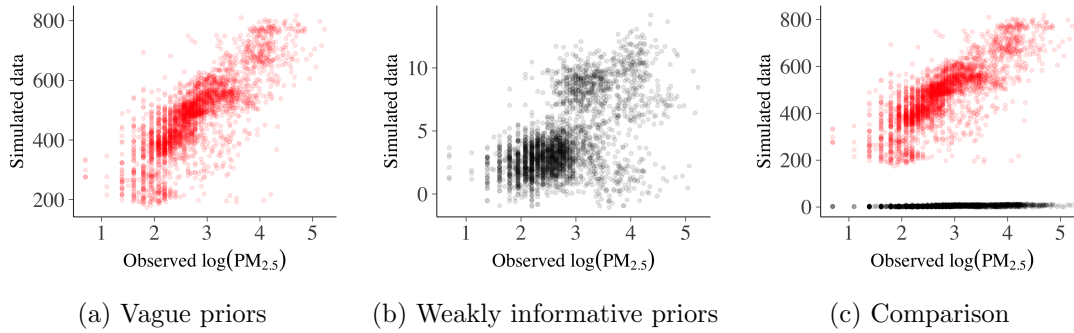 800
600
400
200
Simulated data
1 2 3 4 5
Observed log(PM2.5)
(a) Vague priors
10
5
0
Simulated data
1 2 3 4 5
Observed log(PM2.5)
(b) Weakly informative priors
800
600
400
200
0
Simulated data
1 2 3 4 5
Observed log(PM2.5)
(c) Comparison